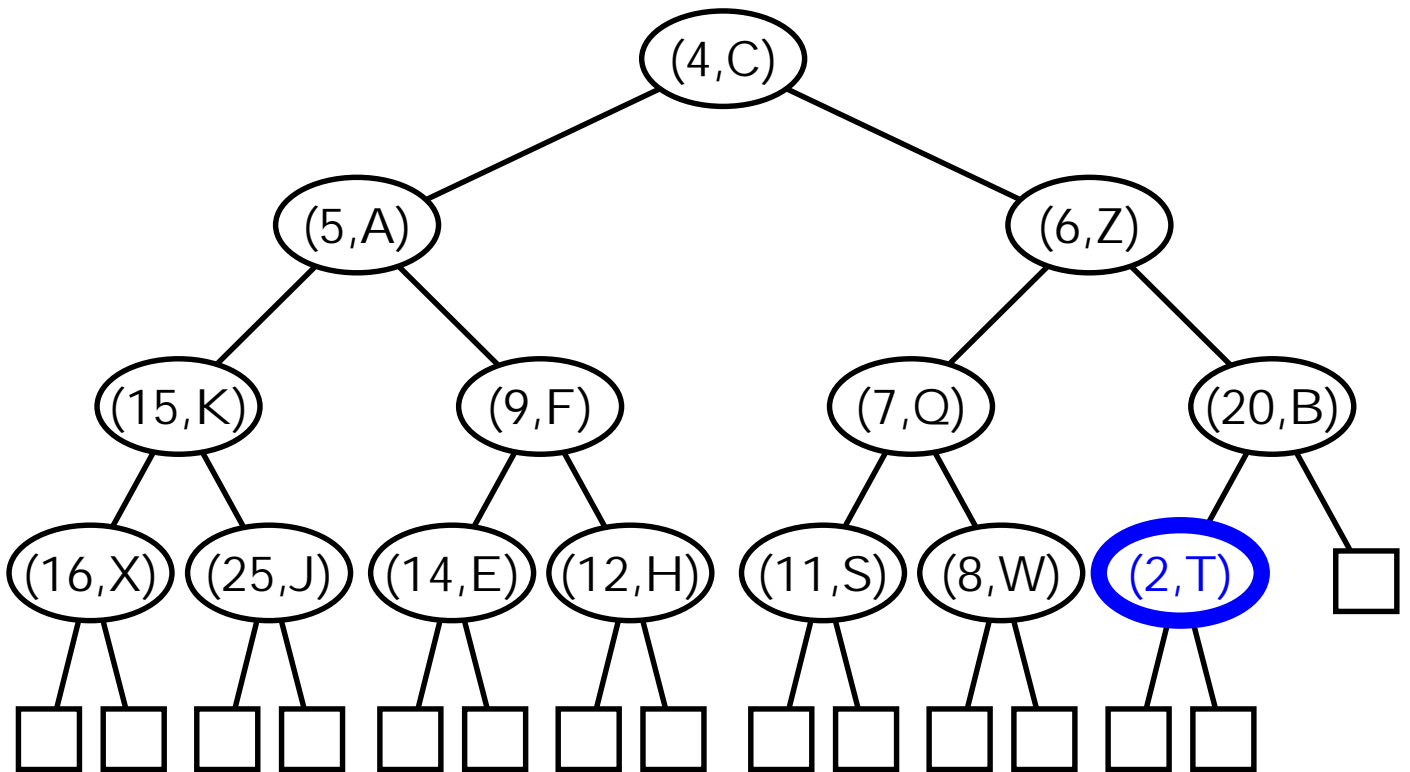 (4,C)
(5,A) (6,Z)
(15,K) (9,F) (7,Q) (20,B)
(16,X) (25,J) (14,E) (12,H) (11,S) (8,W) (2,T)